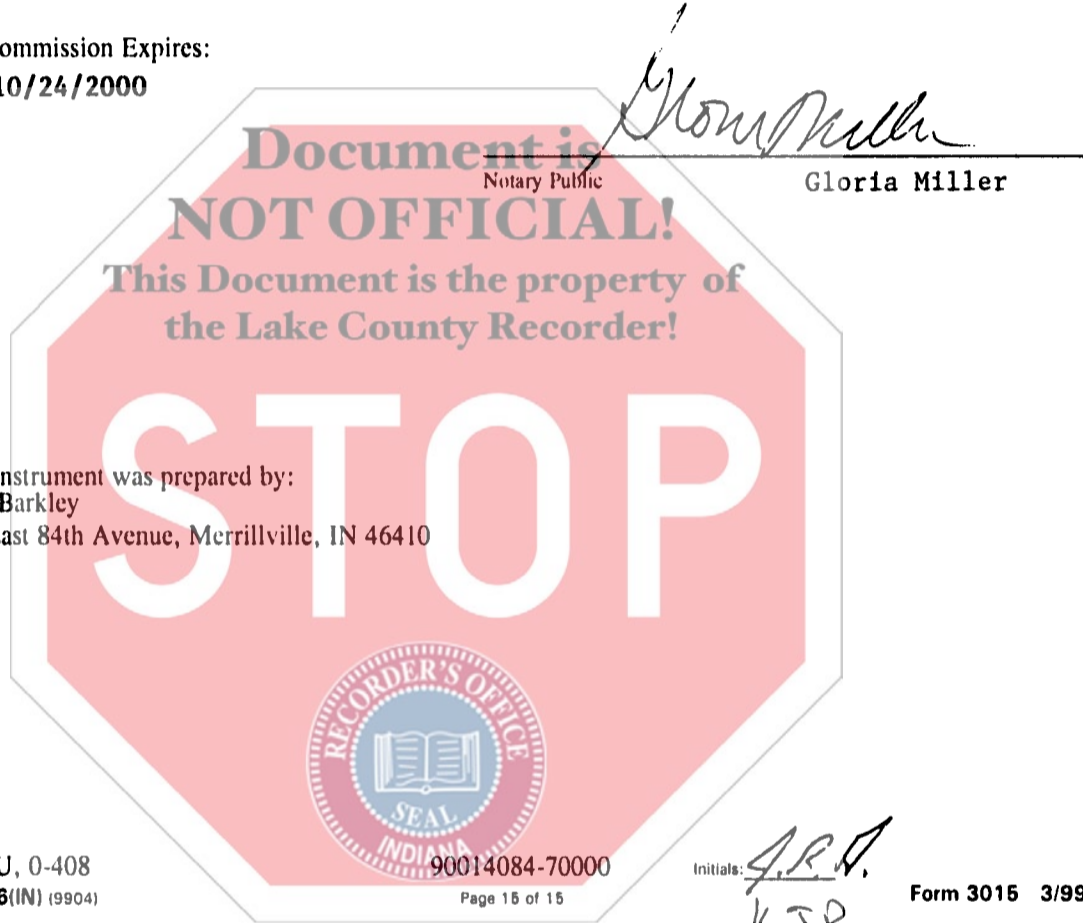 ommission Expires:
10/24/2000
Document is
Notary Public
Gloria Miller
NOT OFFICIAL!
This Document is the property of
the Lake County Recorder!
STOP
nstrument was prepared by:
Barkley
ast 84th Avenue, Merrillville, IN 46410
RECORDER'S OFFICE
SEAL
INDIANA
U, 0-408
90014084-70000
Initials: J.R.D.
6(IN) (9904)
Page 15 of 15
Form 3015 3/99